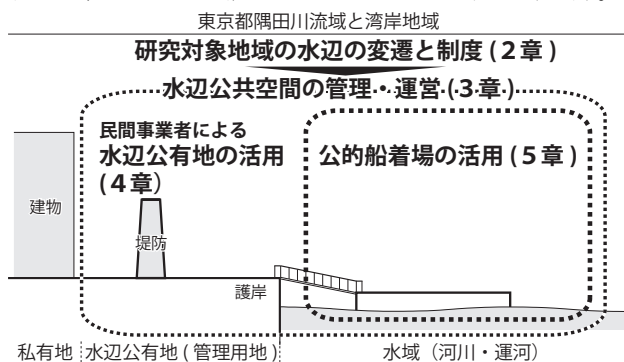 東京都隅田川流域と湾岸地域
研究対象地域の水辺の変遷と制度(２章)
水辺公共空間の管理・運営(３章)
民間事業者による
水辺公有地の活用
(４章)
公的船着場の活用(５章)
建物
堤防
護岸
私有地
水辺公有地(管理用地)
水域（河川・運河）